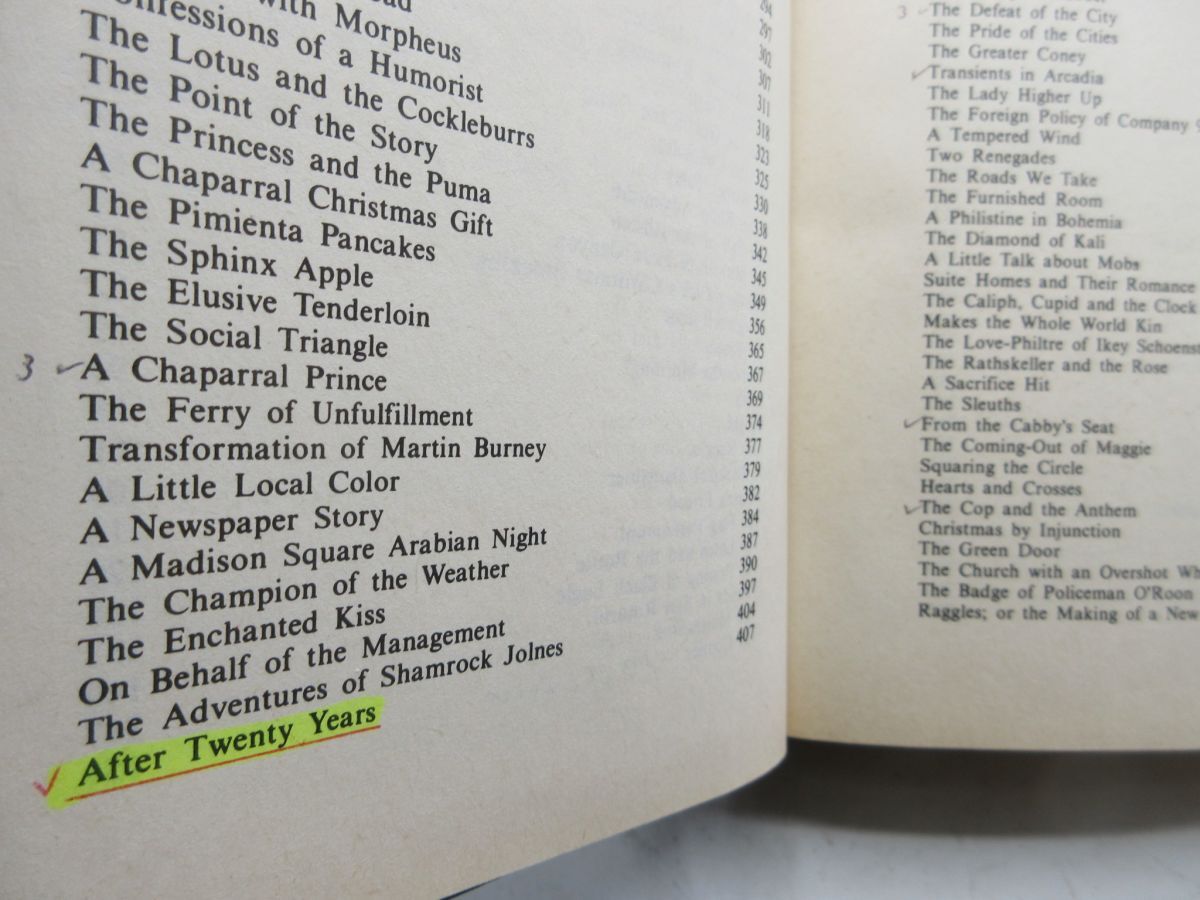 with Morpheus
Confessions of a Humorist
The Lotus and the Cockleburrs
The Point of the Story
The Princess and the Puma
A Chaparral Christmas Gift
The Pimienta Pancakes
The Sphinx Apple
The Elusive Tenderloin
The Social Triangle
3 ✓ A Chaparral Prince
The Ferry of Unfulfillment
Transformation of Martin Burney
A Little Local Color
A Newspaper Story
A Madison Square Arabian Night
The Champion of the Weather
The Enchanted Kiss
On Behalf of the Management
The Adventures of Shamrock Jolnes
✓ After Twenty Years
294
297
302
307
311
318
323
325
330
338
342
345
349
356
365
367
369
374
377
379
382
384
387
390
397
404
407
3 ✓ The Defeat of the City
The Pride of the Cities
The Greater Coney
✓ Transients in Arcadia
The Lady Higher Up
The Foreign Policy of Company 9
A Tempered Wind
Two Renegades
The Roads We Take
The Furnished Room
A Philistine in Bohemia
The Diamond of Kali
A Little Talk about Mobs
Suite Homes and Their Romance
The Caliph, Cupid and the Clock
Makes the Whole World Kin
The Love-Philtre of Ikey Schoenst
The Rathskeller and the Rose
A Sacrifice Hit
The Sleuths
✓ From the Cabby's Seat
The Coming-Out of Maggie
Squaring the Circle
Hearts and Crosses
✓ The Cop and the Anthem
Christmas by Injunction
The Green Door
The Church with an Overshot Wh
The Badge of Policeman O'Roon
Raggles; or the Making of a New